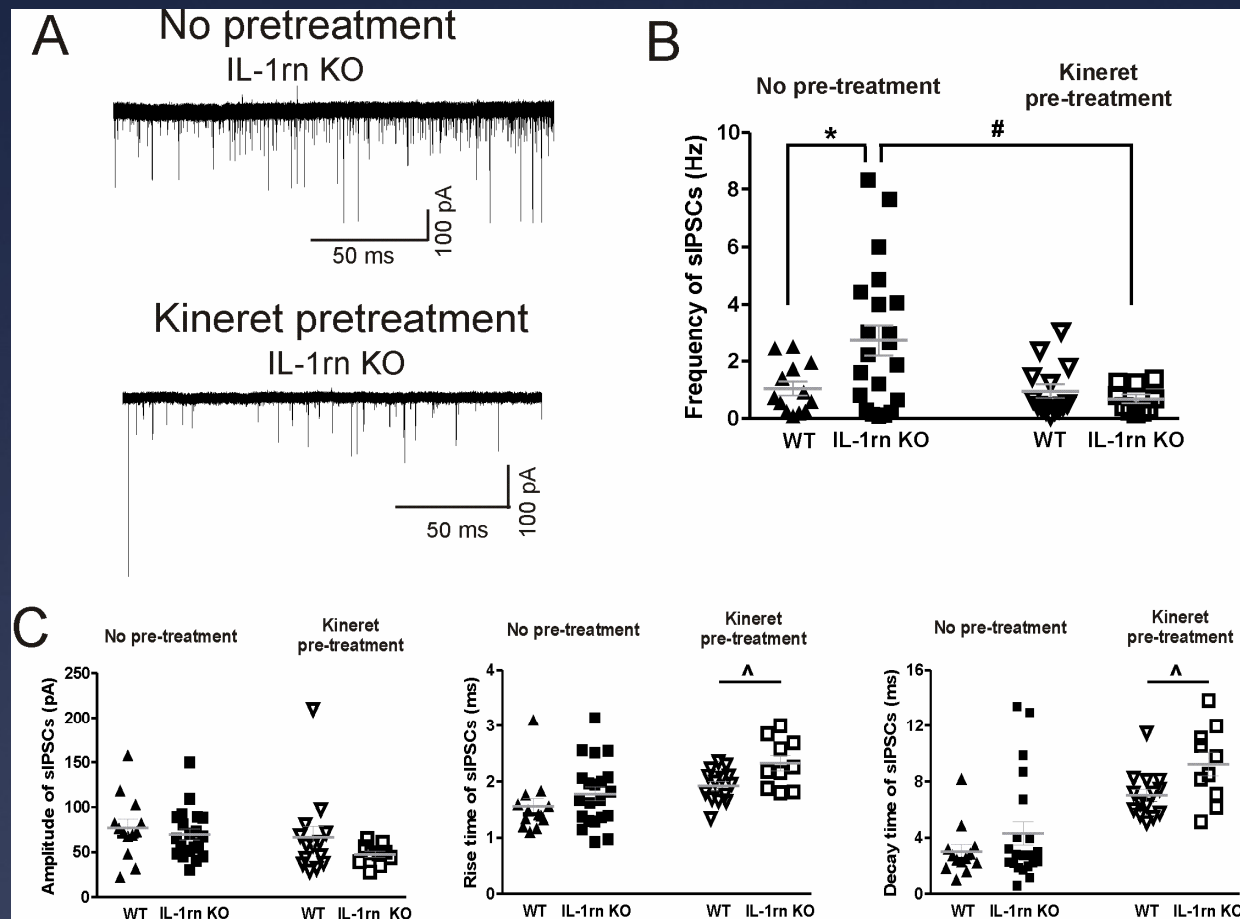 A
No pretreatment
IL-1rn KO
100 pA
50 ms
Kineret pretreatment
IL-1rn KO
100 pA
50 ms
B
No pre-treatment
Kineret
pre-treatment
Frequency of sIPSCs (Hz)
10
8
6
4
2
0
*
#
WT
IL-1rn KO
WT
IL-1rn KO
C
No pre-treatment
Kineret
pre-treatment
Amplitude of sIPSCs (pA)
250
200
150
100
50
0
WT
IL-1rn KO
WT
IL-1rn KO
No pre-treatment
Kineret
pre-treatment
Rise time of sIPSCs (ms)
4
3
2
1
0
^
WT
IL-1rn KO
WT
IL-1rn KO
No pre-treatment
Kineret
pre-treatment
Decay time of sIPSCs (ms)
16
12
8
4
0
^
WT
IL-1rn KO
WT
IL-1rn KO